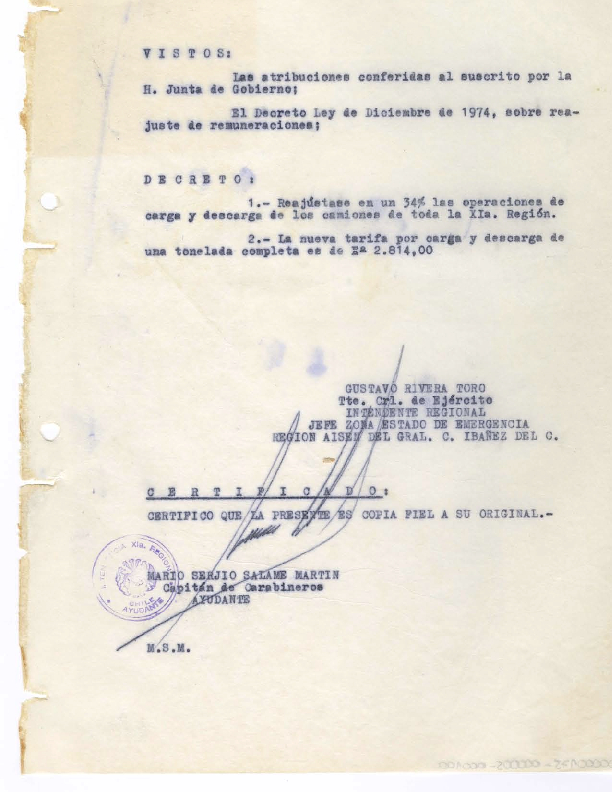 V I S T O S:
Las atribuciones conferidas al suscrito por la
H. Junta de Gobierno;
El Decreto Ley de Diciembre de 1974, sobre rea-
juste de remuneraciones;
D E C R E T O :
1.- Reajústase en un 34% las operaciones de
carga y descarga de los camiones de toda la XIa. Región.
2.- La nueva tarifa por carga y descarga de
una tonelada completa es de Eº 2.814,00
GUSTAVO RIVERA TORO
Tte. Crl. de Ejército
INTENDENTE REGIONAL
JEFE ZONA ESTADO DE EMERGENCIA
REGION AISEN DEL GRAL. C. IBAÑEZ DEL C.
C E R T I F I C A D O :
CERTIFICO QUE LA PRESENTE ES COPIA FIEL A SU ORIGINAL.-
XIa. Region
CHILE
AYUDANTE
MARIO SERJIO SALAME MARTIN
Capitán de Carabineros
AYUDANTE
M.S.M.